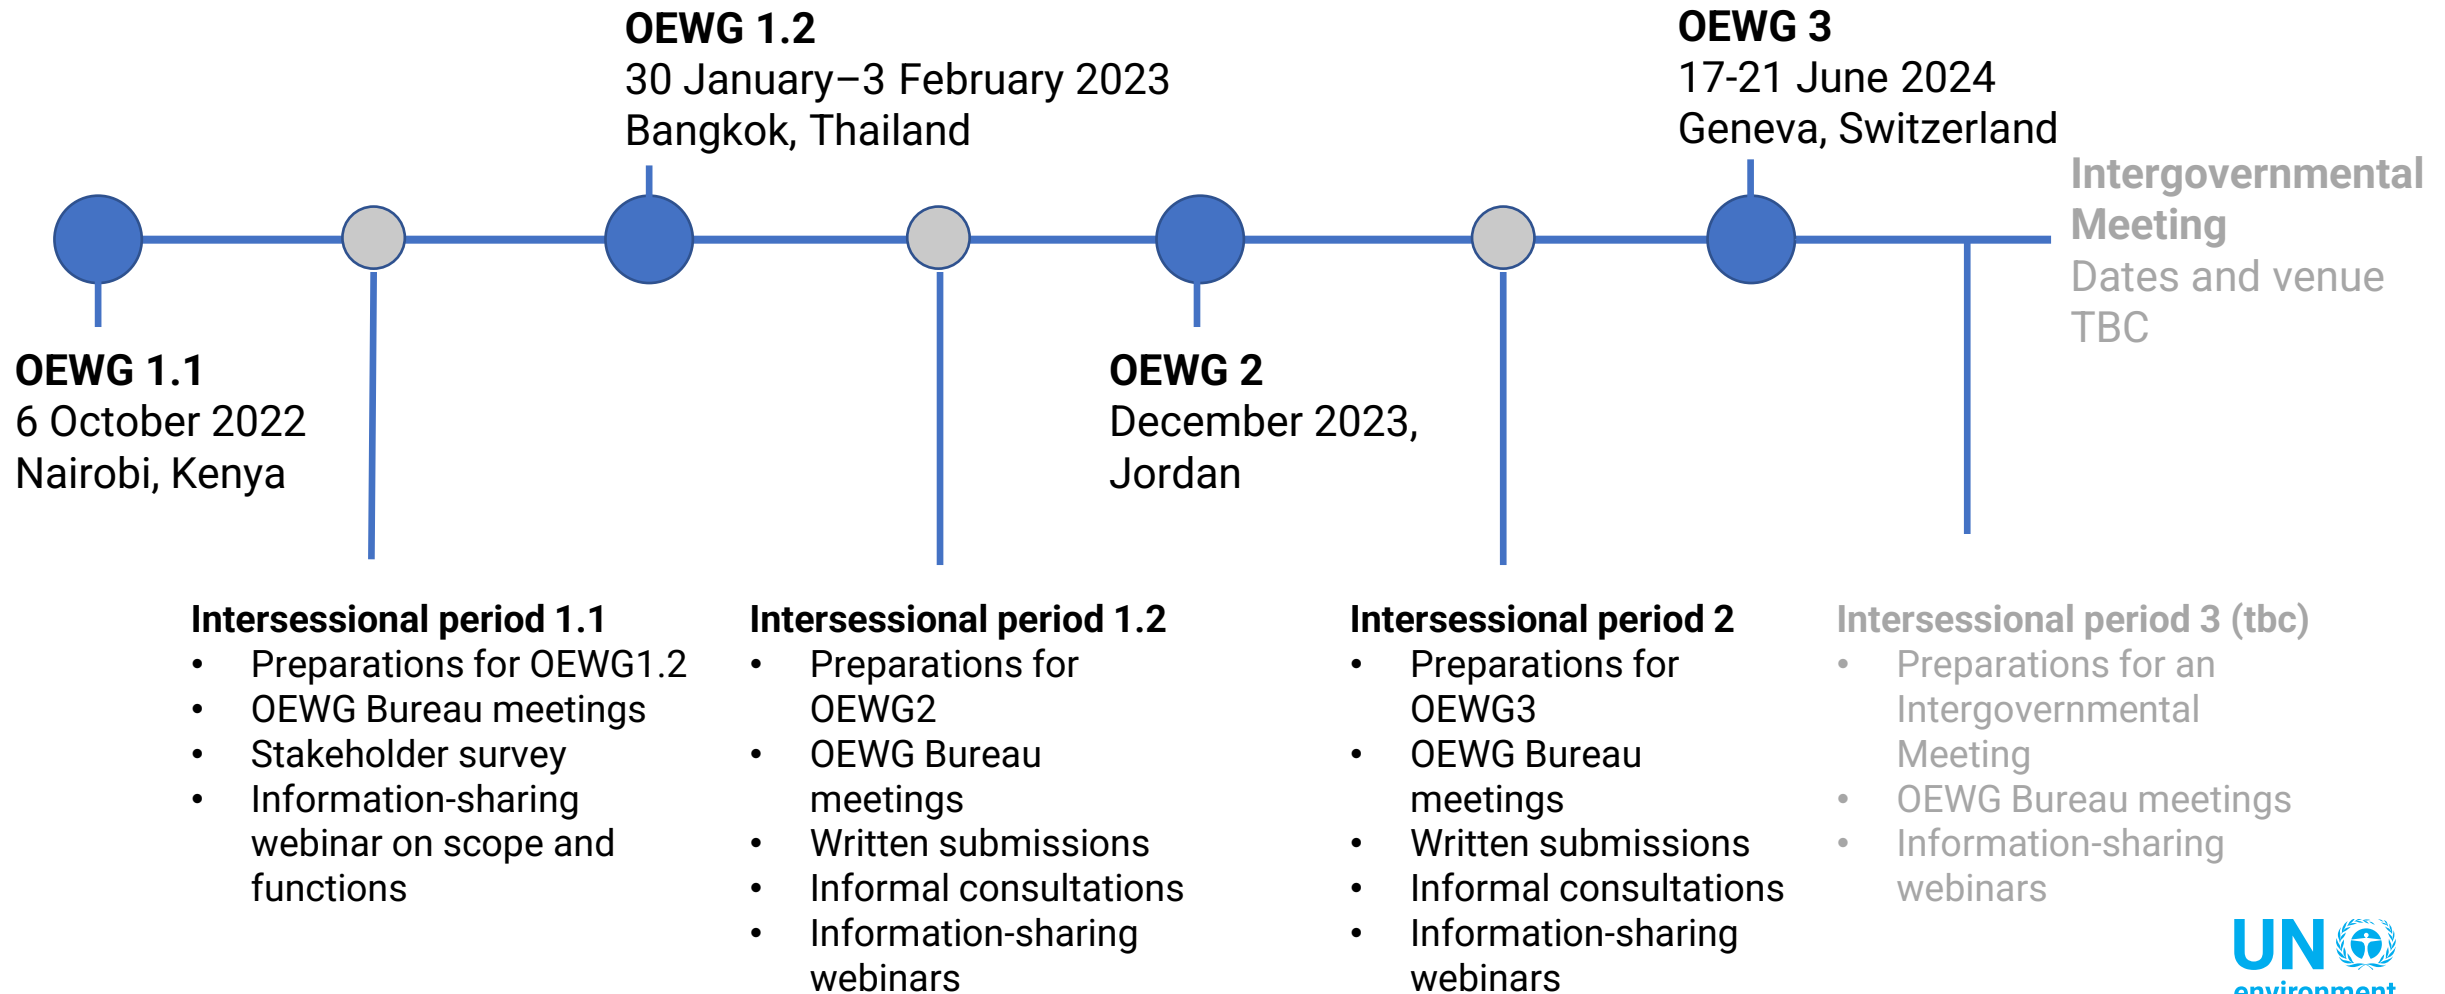 OEWG 1.2
30 January–3 February 2023
Bangkok, Thailand
OEWG 3
17-21 June 2024
Geneva, Switzerland
Intergovernmental
Meeting
Dates and venue
TBC
OEWG 1.1
6 October 2022
Nairobi, Kenya
OEWG 2
December 2023,
Jordan
Intersessional period 1.1
• Preparations for OEWG1.2
• OEWG Bureau meetings
• Stakeholder survey
• Information-sharing
webinar on scope and
functions
Intersessional period 1.2
• Preparations for
OEWG2
• OEWG Bureau
meetings
• Written submissions
• Informal consultations
• Information-sharing
webinars
Intersessional period 2
• Preparations for
OEWG3
• OEWG Bureau
meetings
• Written submissions
• Informal consultations
• Information-sharing
webinars
Intersessional period 3 (tbc)
• Preparations for an
Intergovernmental
Meeting
• OEWG Bureau meetings
• Information-sharing
webinars
UN
environment